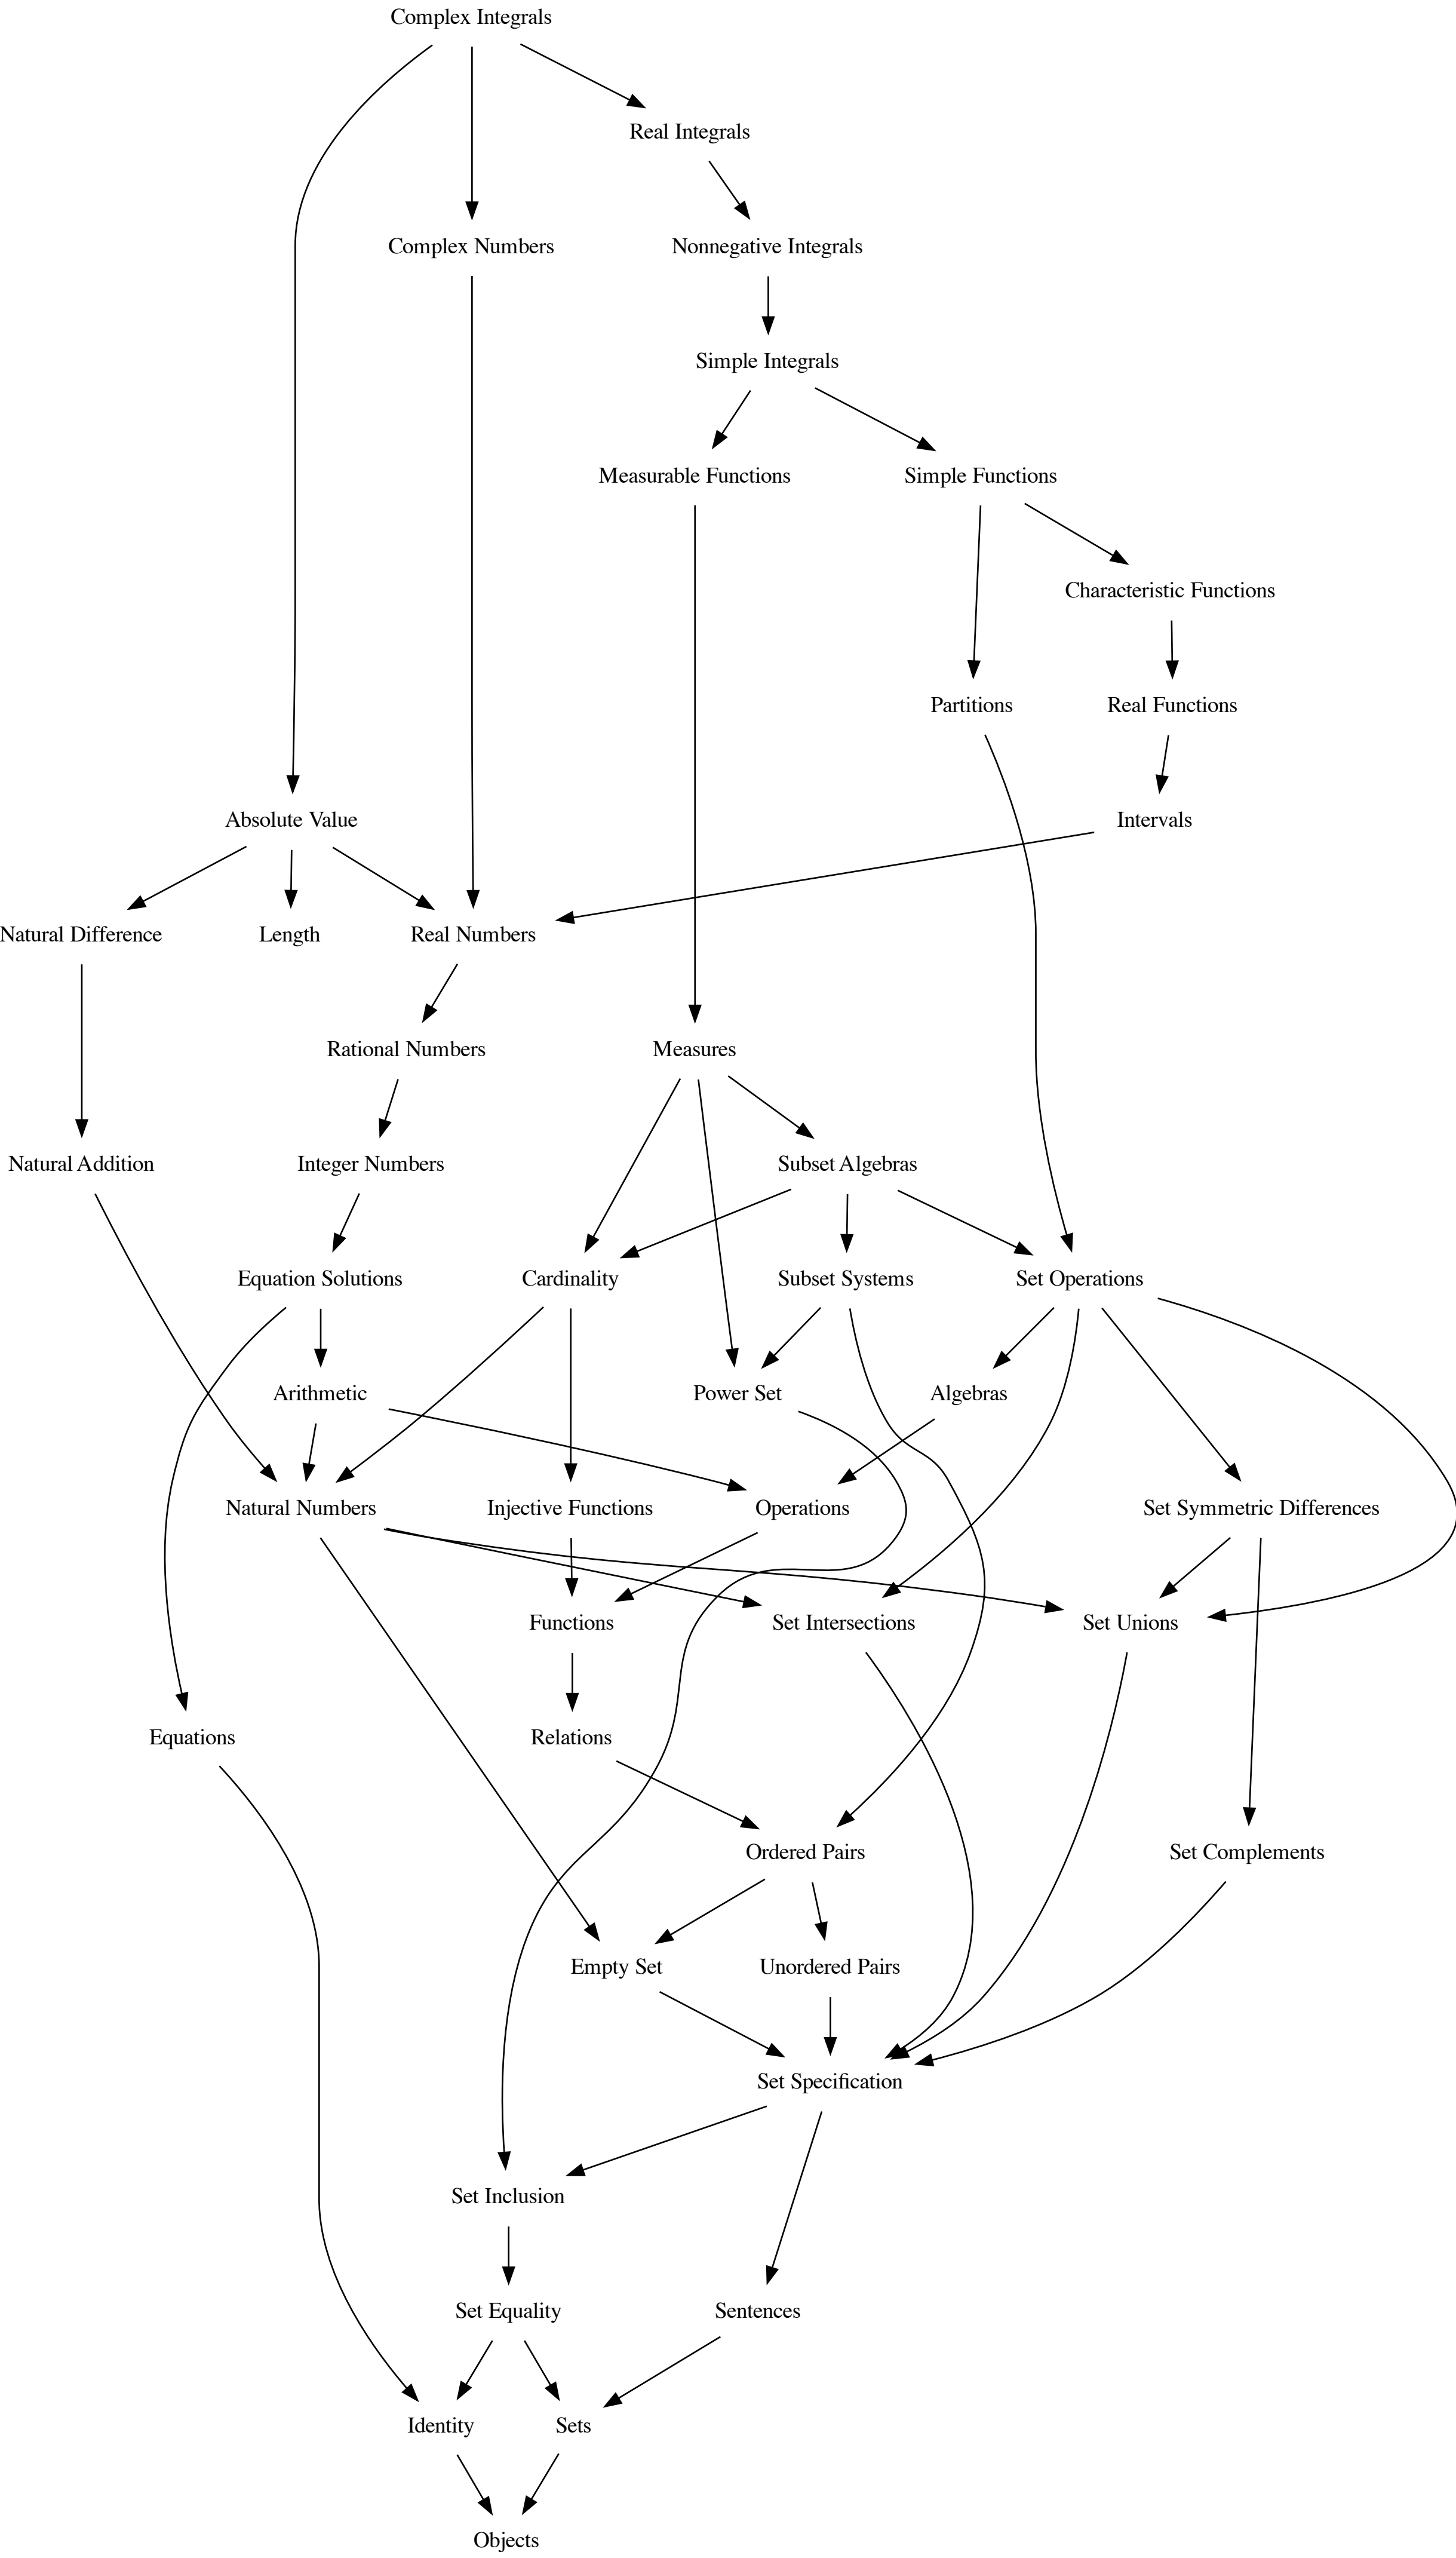 Complex Integrals
Real Integrals
Complex Numbers
Nonnegative Integrals
Simple Integrals
Measurable Functions
Simple Functions
Characteristic Functions
Partitions
Real Functions
Absolute Value
Intervals
Natural Difference
Length
Real Numbers
Rational Numbers
Measures
Natural Addition
Integer Numbers
Subset Algebras
Equation Solutions
Cardinality
Subset Systems
Set Operations
Arithmetic
Power Set
Algebras
Natural Numbers
Injective Functions
Operations
Set Symmetric Differences
Functions
Set Intersections
Set Unions
Equations
Relations
Ordered Pairs
Set Complements
Empty Set
Unordered Pairs
Set Specification
Set Inclusion
Set Equality
Sentences
Identity
Sets
Objects